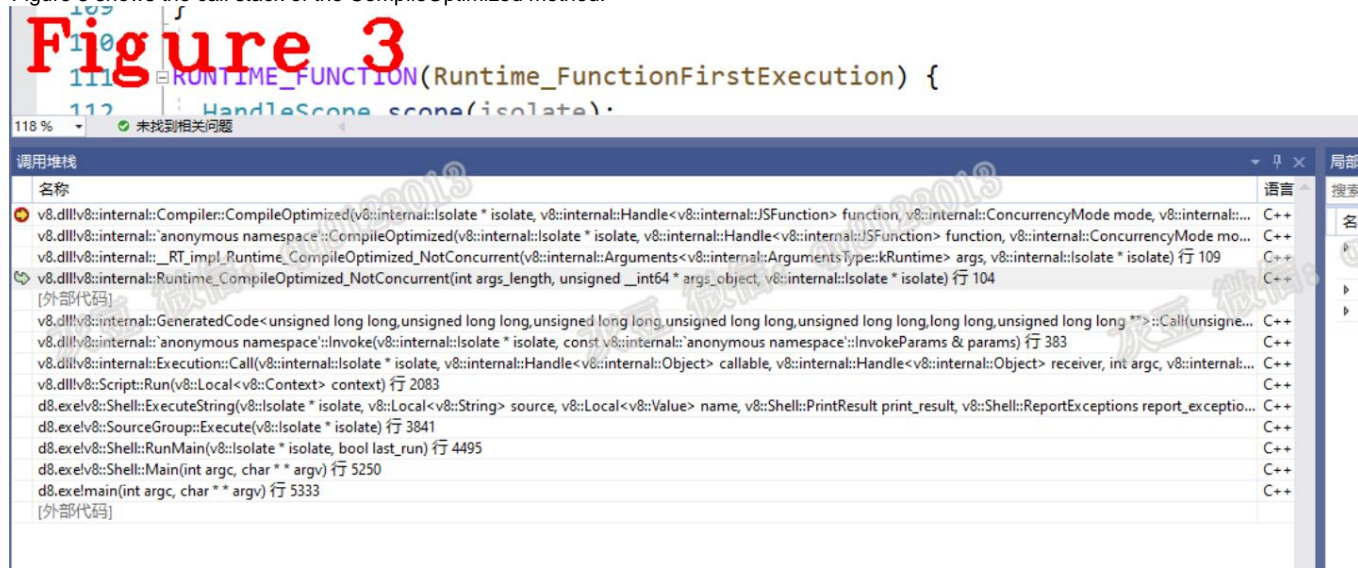 Figure 3 shows the call stack of the CompileOptimized method.
109 }
Figure 3
110
111 RUNTIME_FUNCTION(Runtime_FunctionFirstExecution) {
112 HandleScope scope(isolate);
118 % 未找到相关问题
调用堆栈 局部
名称 语言 搜索
v8.dll!v8::internal::Compiler::CompileOptimized(v8::internal::Isolate * isolate, v8::internal::Handle<v8::internal::JSFunction> function, v8::internal::ConcurrencyMode mode, v8::internal::... C++ 名
v8.dll!v8::internal::`anonymous namespace'::CompileOptimized(v8::internal::Isolate * isolate, v8::internal::Handle<v8::internal::JSFunction> function, v8::internal::ConcurrencyMode mo... C++
v8.dll!v8::internal::__RT_impl_Runtime_CompileOptimized_NotConcurrent(v8::internal::Arguments<v8::internal::ArgumentsType::kRuntime> args, v8::internal::Isolate * isolate) 行 109 C++
v8.dll!v8::internal::Runtime_CompileOptimized_NotConcurrent(int args_length, unsigned __int64 * args_object, v8::internal::Isolate * isolate) 行 104 C++
[外部代码]
v8.dll!v8::internal::GeneratedCode<unsigned long long,unsigned long long,unsigned long long,unsigned long long,unsigned long long,long long,unsigned long long **>::Call(unsigne... C++
v8.dll!v8::internal::`anonymous namespace'::Invoke(v8::internal::Isolate * isolate, const v8::internal::`anonymous namespace'::InvokeParams & params) 行 383 C++
v8.dll!v8::internal::Execution::Call(v8::internal::Isolate * isolate, v8::internal::Handle<v8::internal::Object> callable, v8::internal::Handle<v8::internal::Object> receiver, int argc, v8::internal:... C++
v8.dll!v8::Script::Run(v8::Local<v8::Context> context) 行 2083 C++
d8.exe!v8::Shell::ExecuteString(v8::Isolate * isolate, v8::Local<v8::String> source, v8::Local<v8::Value> name, v8::Shell::PrintResult print_result, v8::Shell::ReportExceptions report_exceptio... C++
d8.exe!v8::SourceGroup::Execute(v8::Isolate * isolate) 行 3841 C++
d8.exe!v8::Shell::RunMain(v8::Isolate * isolate, bool last_run) 行 4495 C++
d8.exe!v8::Shell::Main(int argc, char * * argv) 行 5250 C++
d8.exe!main(int argc, char * * argv) 行 5333 C++
[外部代码]